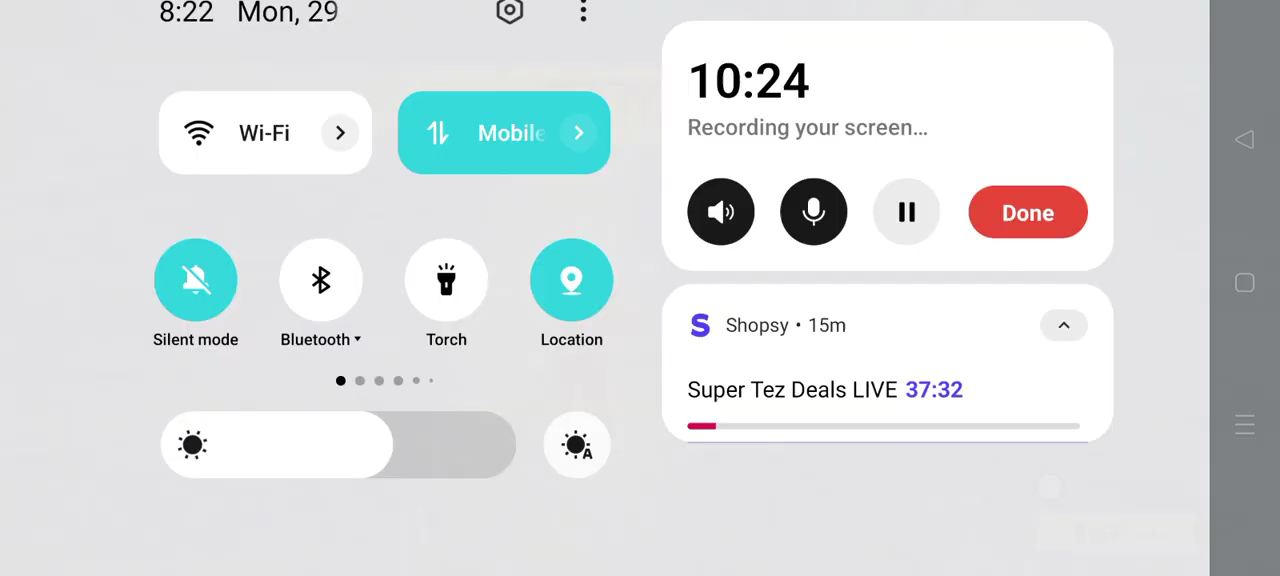 8:22 Mon, 29
Wi-Fi
Mobile
Silent mode
Bluetooth
Torch
Location
A
10:24
Recording your screen...
Done
S Shopsy • 15m
Super Tez Deals LIVE 37:32